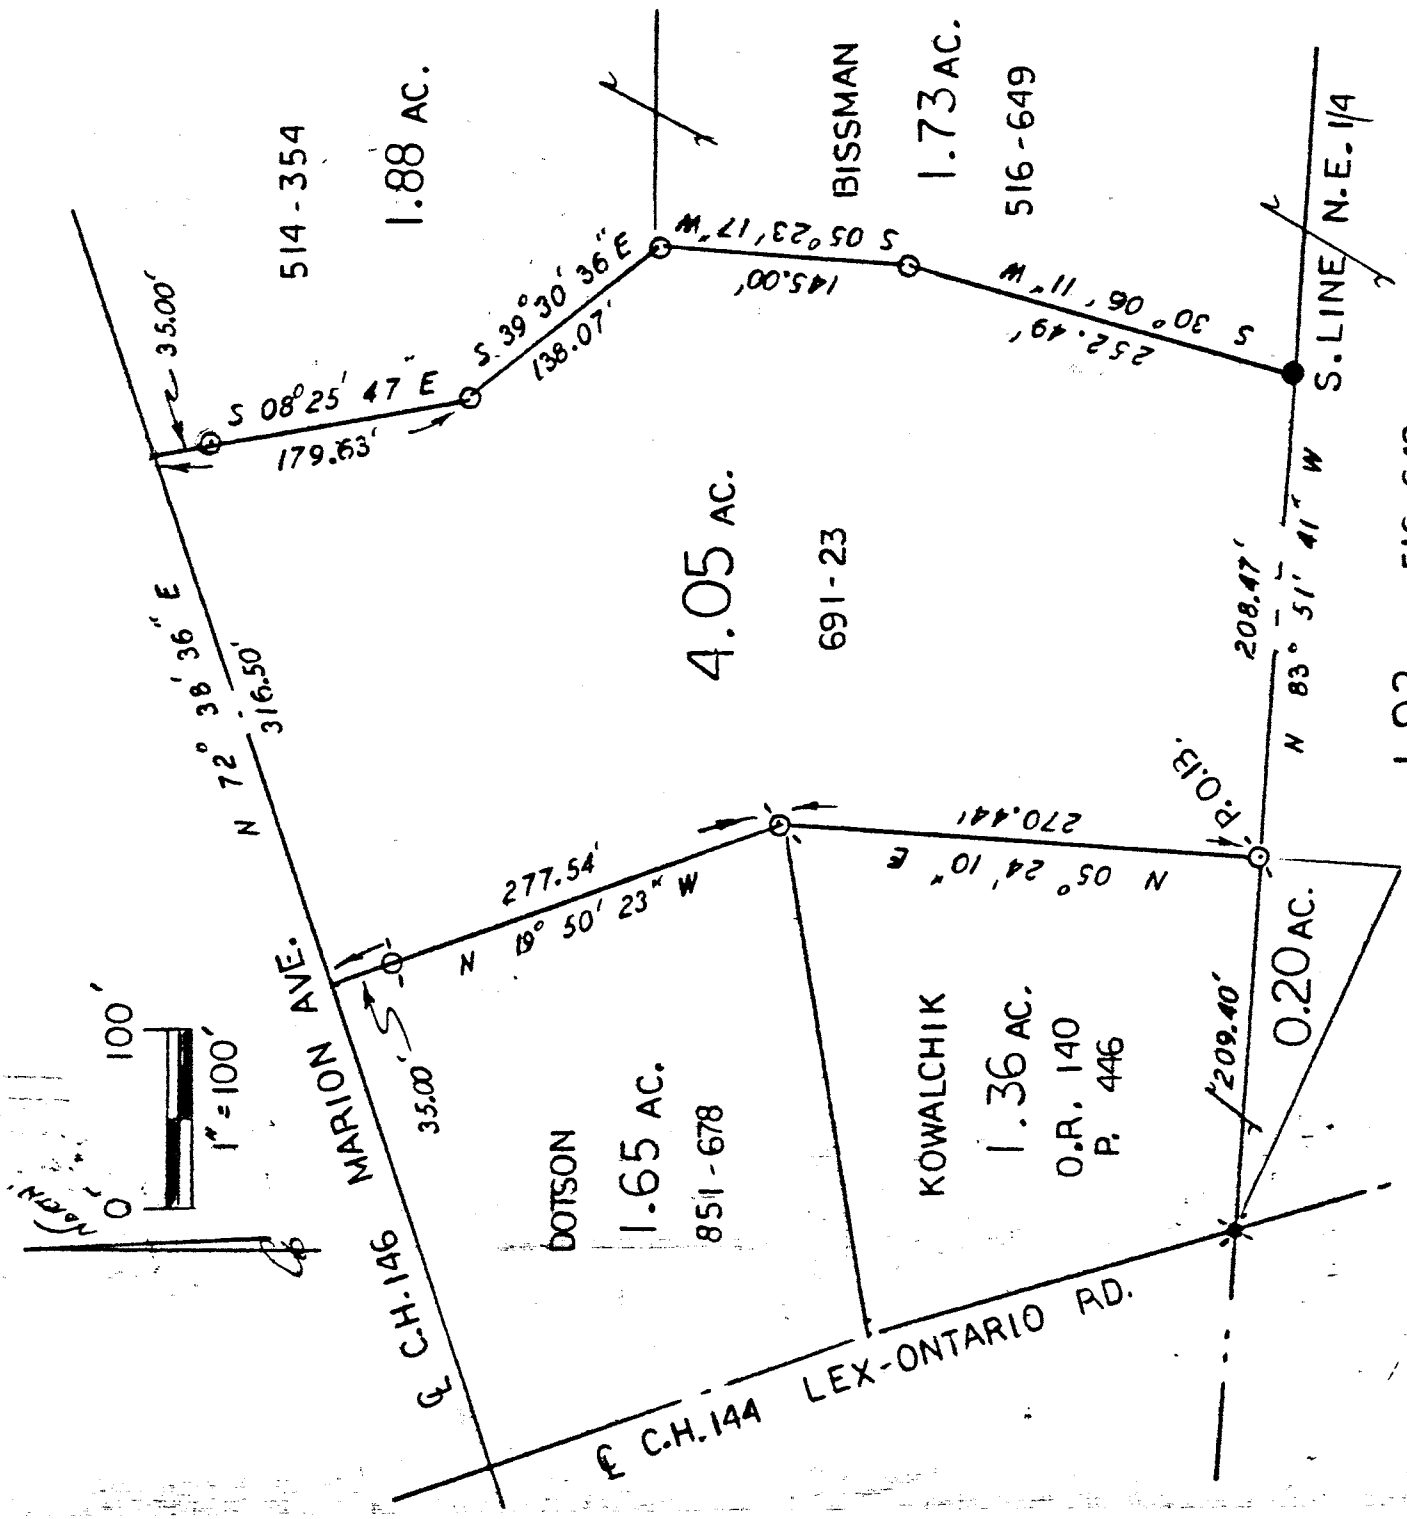 NORTH
0 100'
1" = 100'
℄ C.H. 146 MARION AVE.
N 72° 38' 36" E
316.50'
35.00'
S 08° 25' 47" E
S 39° 30' 36" E
138.07'
S 05° 23' 17" W
145.00'
S 30° 06' 11" W
252.49'
514-354
1.88 AC.
BISSMAN
1.73 AC.
516-649
S. LINE N.E. 1/4
N 83° 51' 41" W
208.47'
P.O.B.
N 05° 24' 10" E
270.44'
277.54'
N 19° 50' 23" W
35.00'
4.05 AC.
691-23
DOTSON
1.65 AC.
851-678
KOWALCHIK
1.36 AC.
O.R. 140
P. 446
209.40'
0.20 AC.
℄ C.H. 144 LEX-ONTARIO RD.